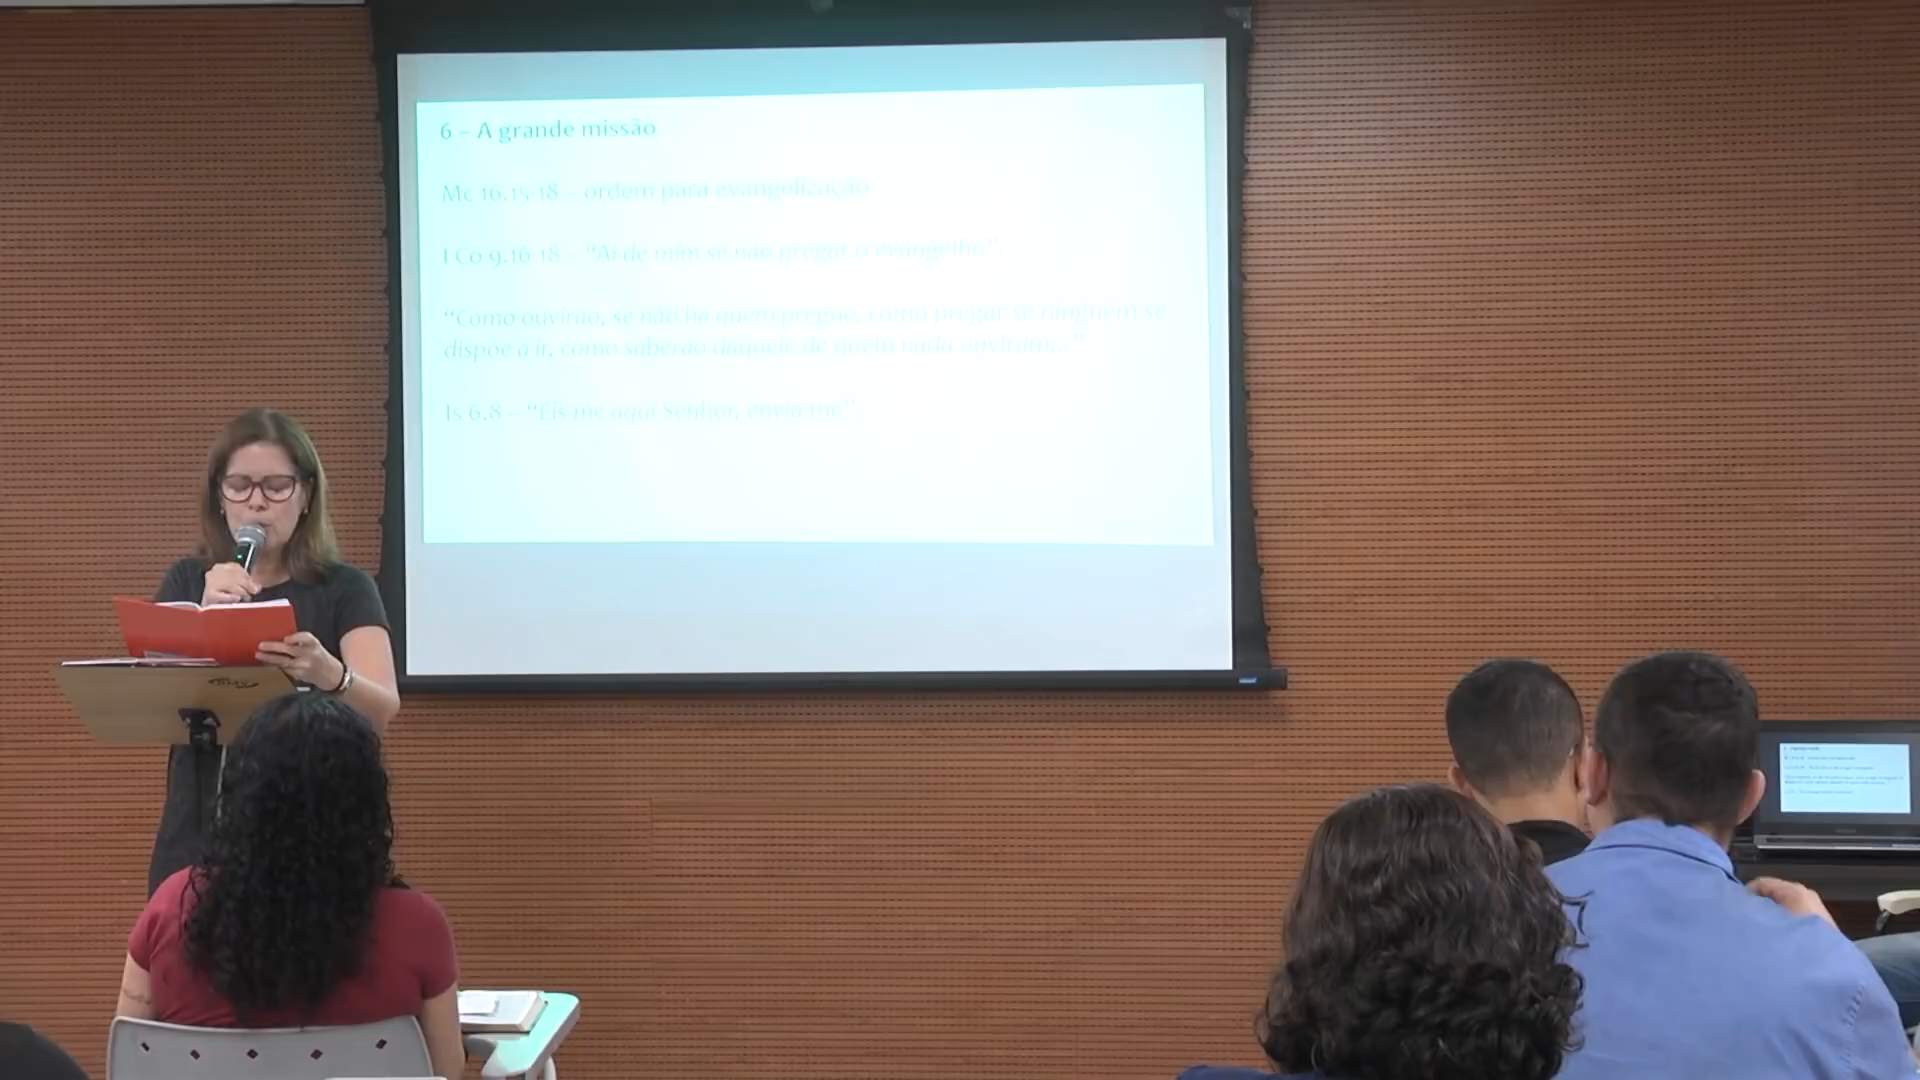 6 – A grande missão
Mc 16.15-18 – ordem para evangelização
I Co 9.16-18 – “Ai de mim se não pregar o evangelho”.
“Como ouvirão, se não há quem pregue, como pregar se ninguém se
dispõe a ir, como saberão daquele de quem nada ouviram...”
Is 6.8 – “Eis-me aqui Senhor, envia-me”.